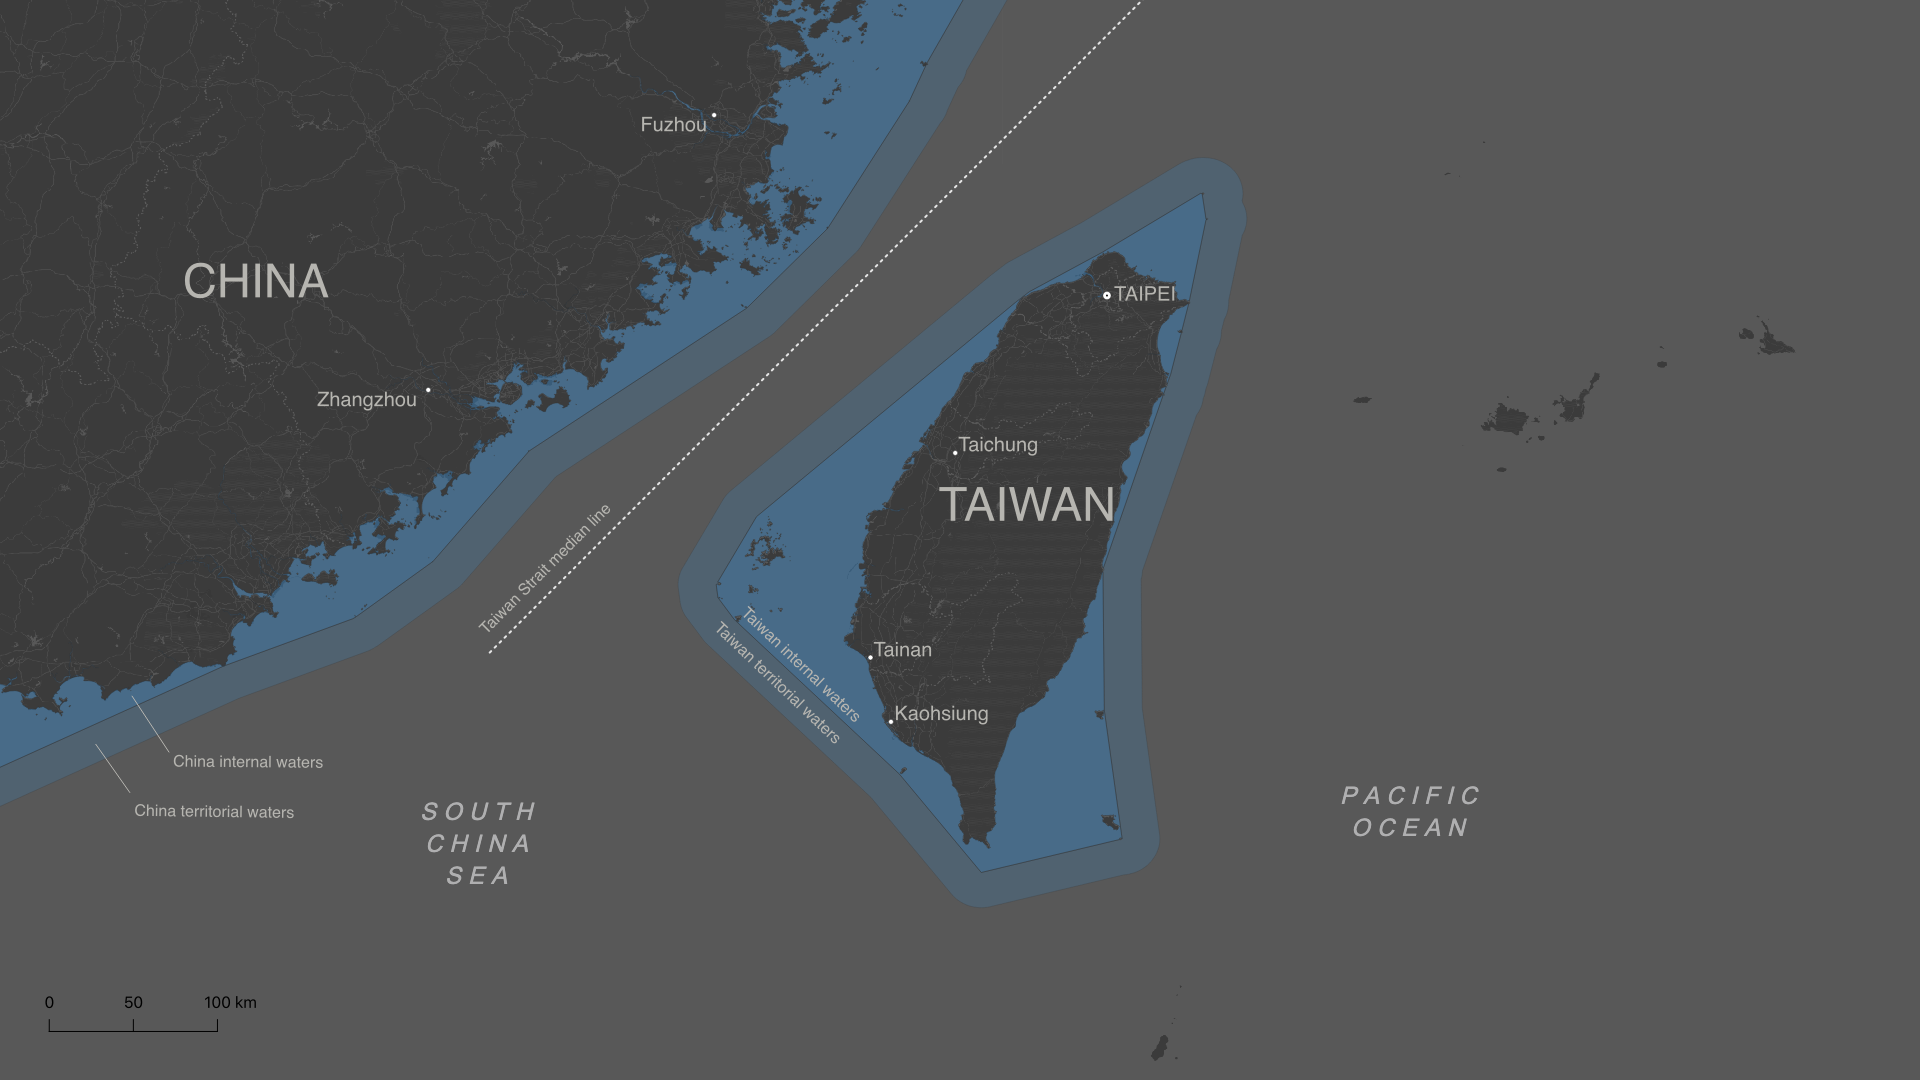 Fuzhou
CHINA
TAIPEI
Zhangzhou
Taichung
TAIWAN
Taiwan Strait median line
Taiwan internal waters
Taiwan territorial waters
Tainan
Kaohsiung
China internal waters
China territorial waters
SOUTH
CHINA
SEA
PACIFIC
OCEAN
0 50 100 km